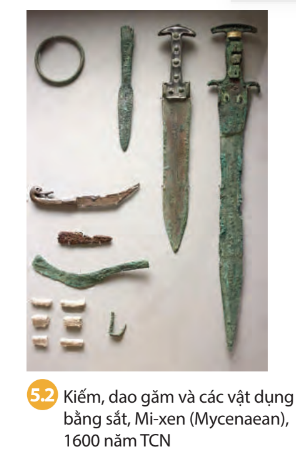 5.2 Kiếm, dao găm và các vật dụng
bằng sắt, Mi-xen (Mycenaean),
1600 năm TCN